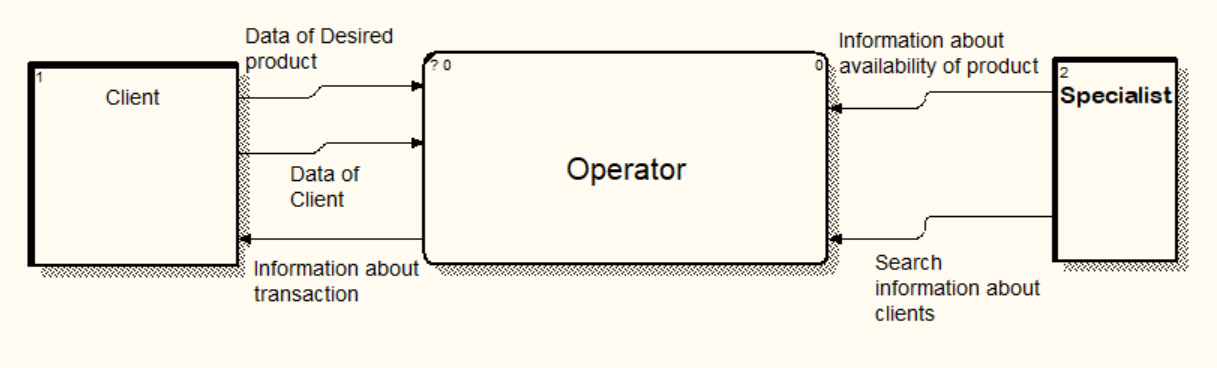 Data of Desired
product
1
Client
Data of
Client
Information about
transaction
? 0
0
Operator
Information about
availability of product
2
Specialist
Search
information about
clients